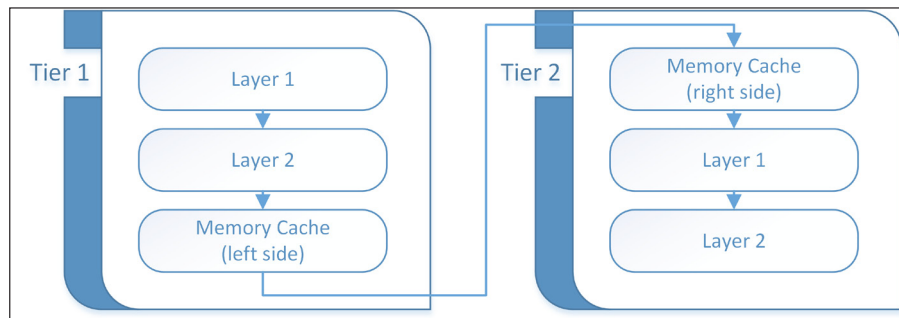 Tier 1
Layer 1
Layer 2
Memory Cache
(left side)
Tier 2
Memory Cache
(right side)
Layer 1
Layer 2